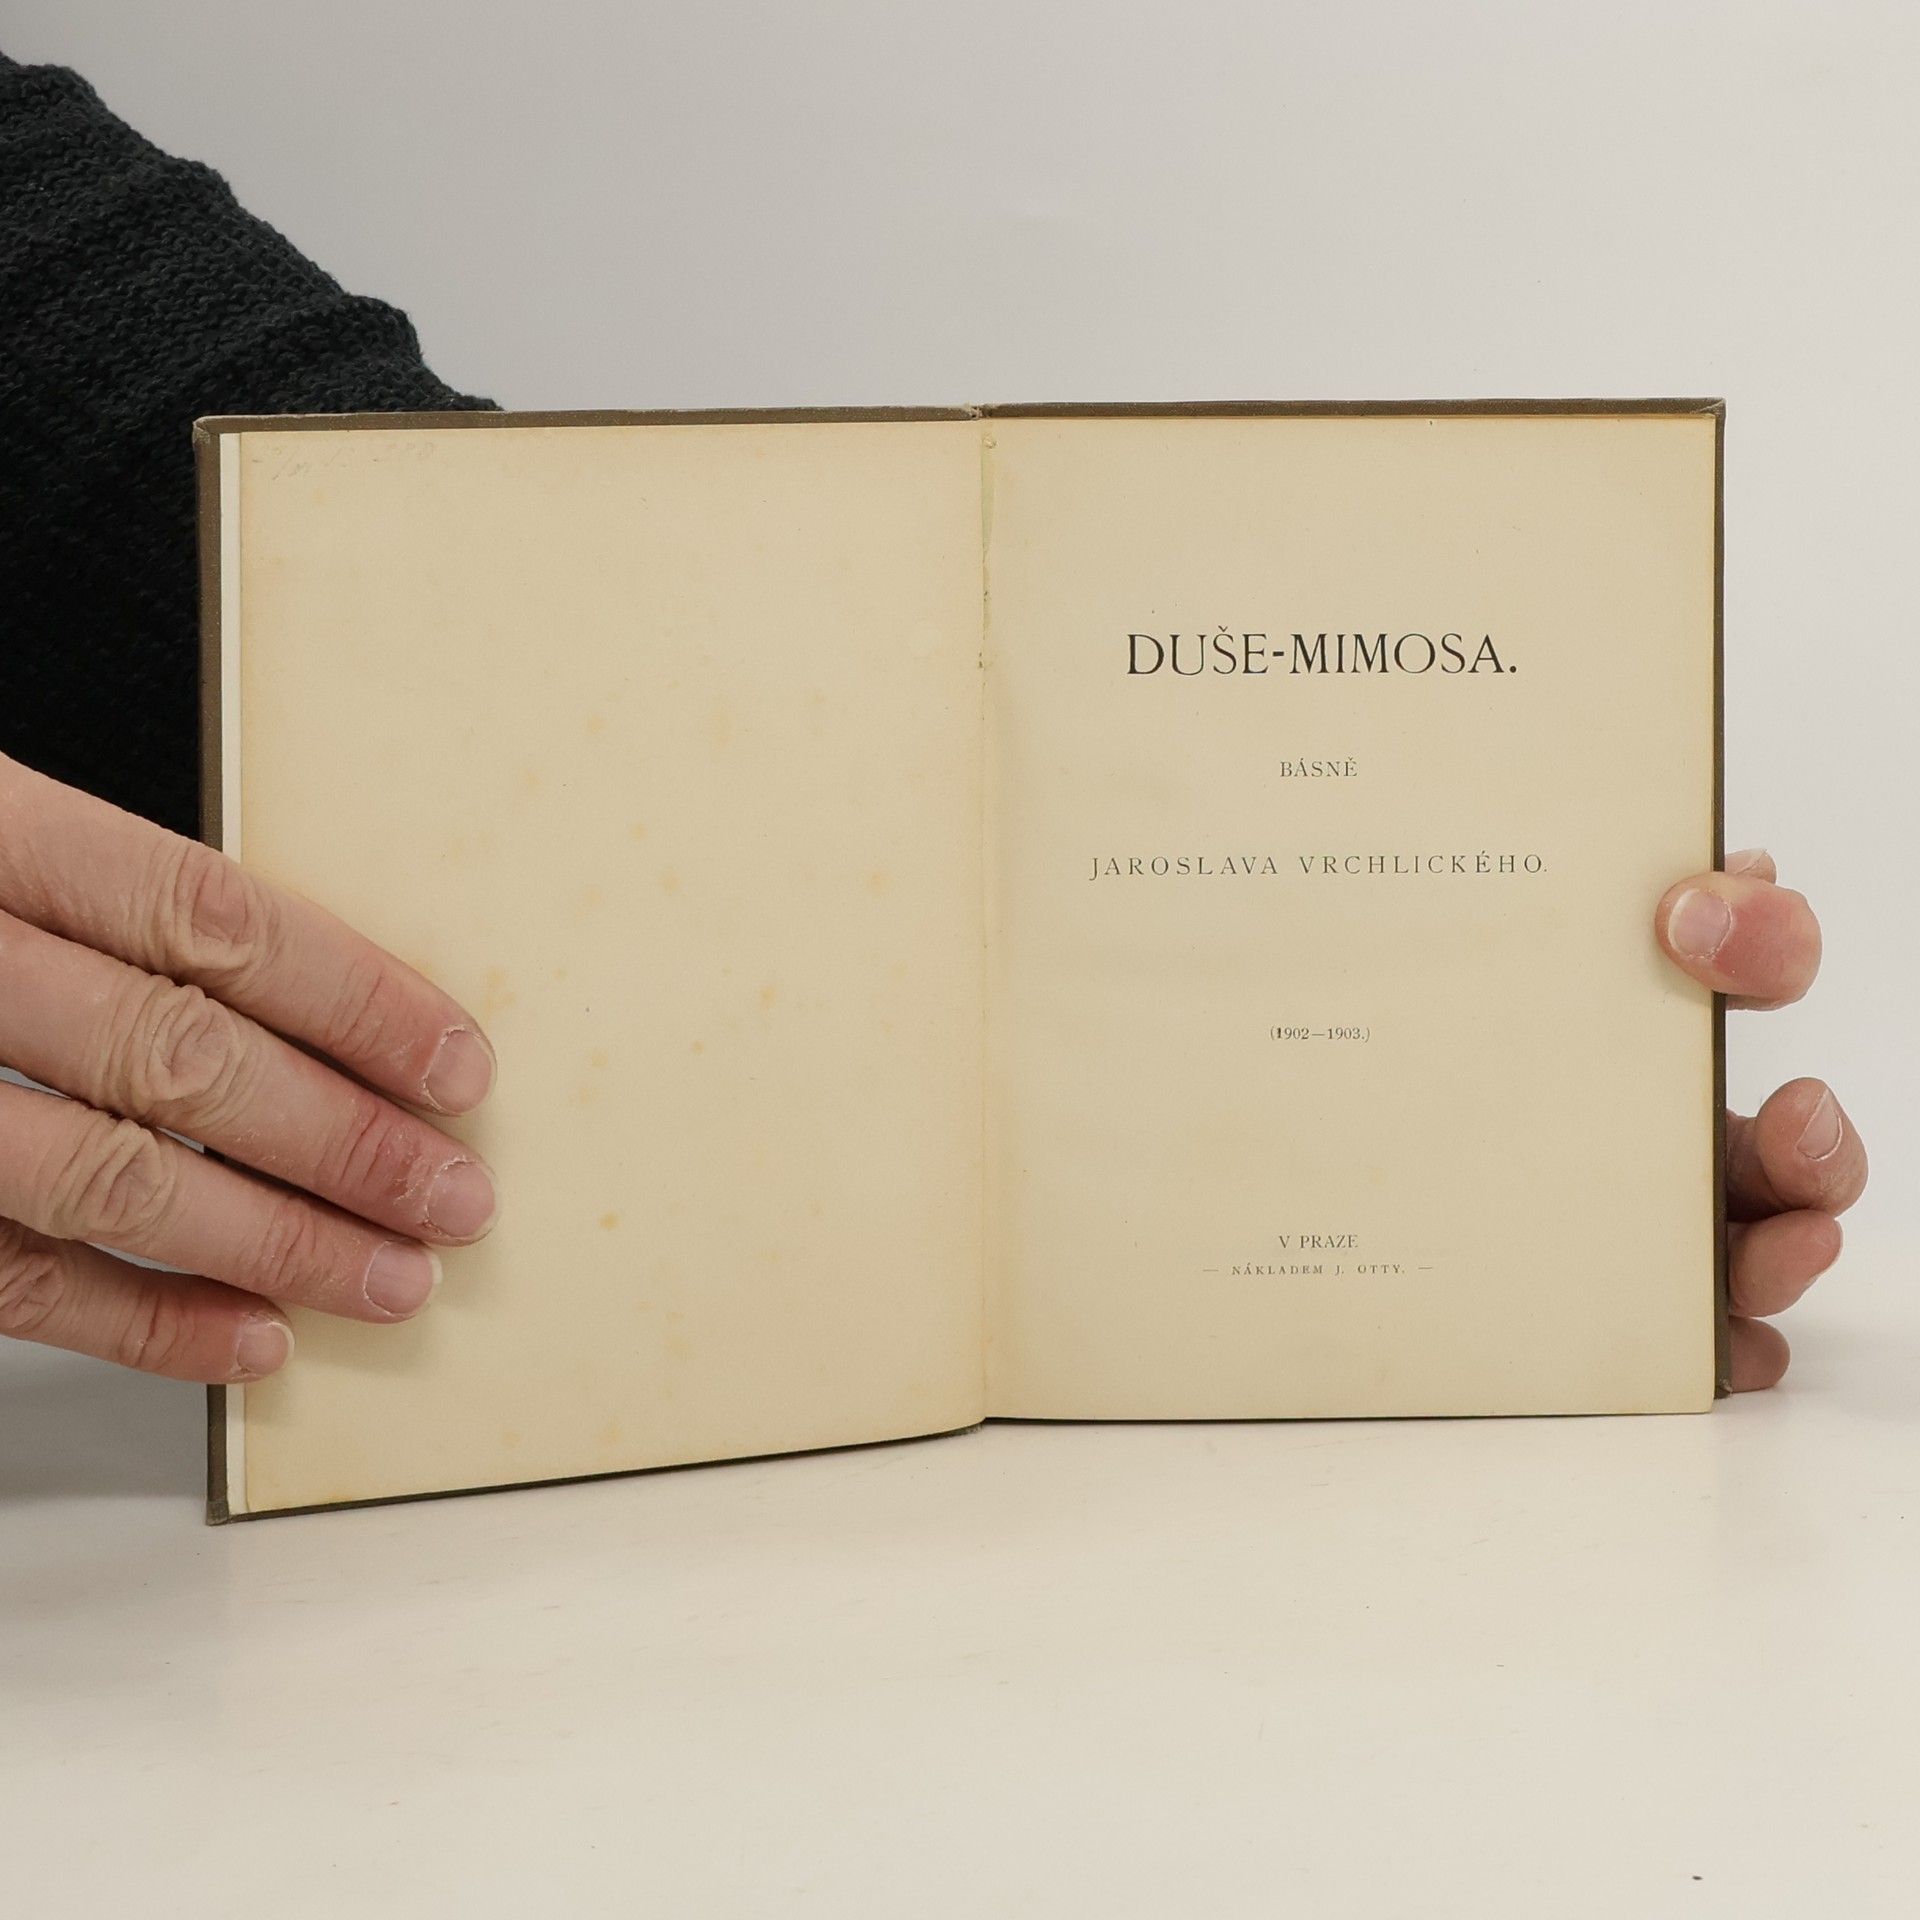 DUŠE-MIMOSA.
BÁSNĚ
JAROSLAVA VRCHLICKÉHO.
(1902—1903.)
V PRAZE
— NÁKLADEM J. OTTY. —